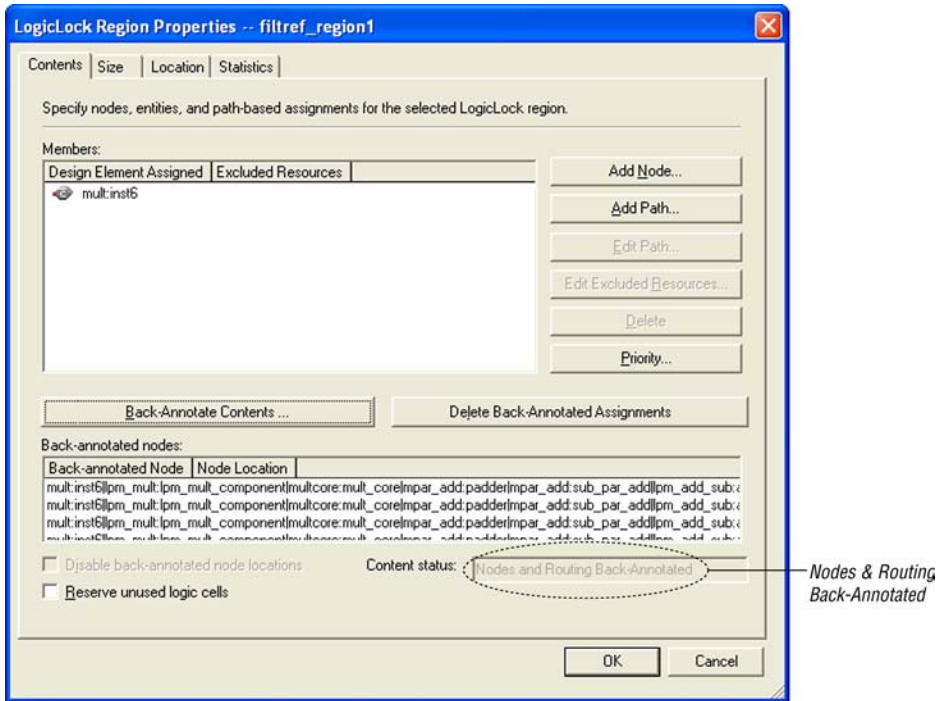 LogicLock Region Properties -- filtref_region1
Contents Size Location Statistics
Specify nodes, entities, and path-based assignments for the selected LogicLock region.
Members:
Design Element Assigned Excluded Resources
mult:inst6
Add Node...
Add Path...
Edit Path...
Edit Excluded Resources...
Delete
Priority...
Back-Annotate Contents ...
Delete Back-Annotated Assignments
Back-annotated nodes:
Back-annotated Node Node Location
mult:inst6|lpm_mult:lpm_mult_component|multcore:mult_core|mpar_add:padder|mpar_add:sub_par_add|lpm_add_sub:a
mult:inst6|lpm_mult:lpm_mult_component|multcore:mult_core|mpar_add:padder|mpar_add:sub_par_add|lpm_add_sub:a
mult:inst6|lpm_mult:lpm_mult_component|multcore:mult_core|mpar_add:padder|mpar_add:sub_par_add|lpm_add_sub:a
Disable back-annotated node locations
Content status: Nodes and Routing Back-Annotated
Reserve unused logic cells
Nodes & Routing
Back-Annotated
OK Cancel